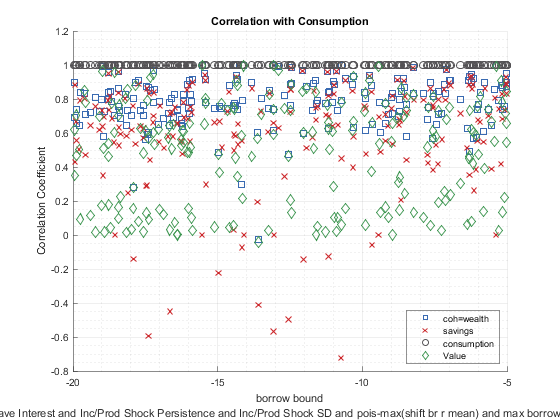 Correlation with Consumption
1.2
1
0.8
0.6
0.4
0.2
0
-0.2
-0.4
-0.6
-0.8
Correlation Coefficient
coh=wealth
savings
consumption
Value
-20
-15
-10
-5
borrow bound
ave Interest and Inc/Prod Shock Persistence and Inc/Prod Shock SD and pois-max(shift br r mean) and max borrow